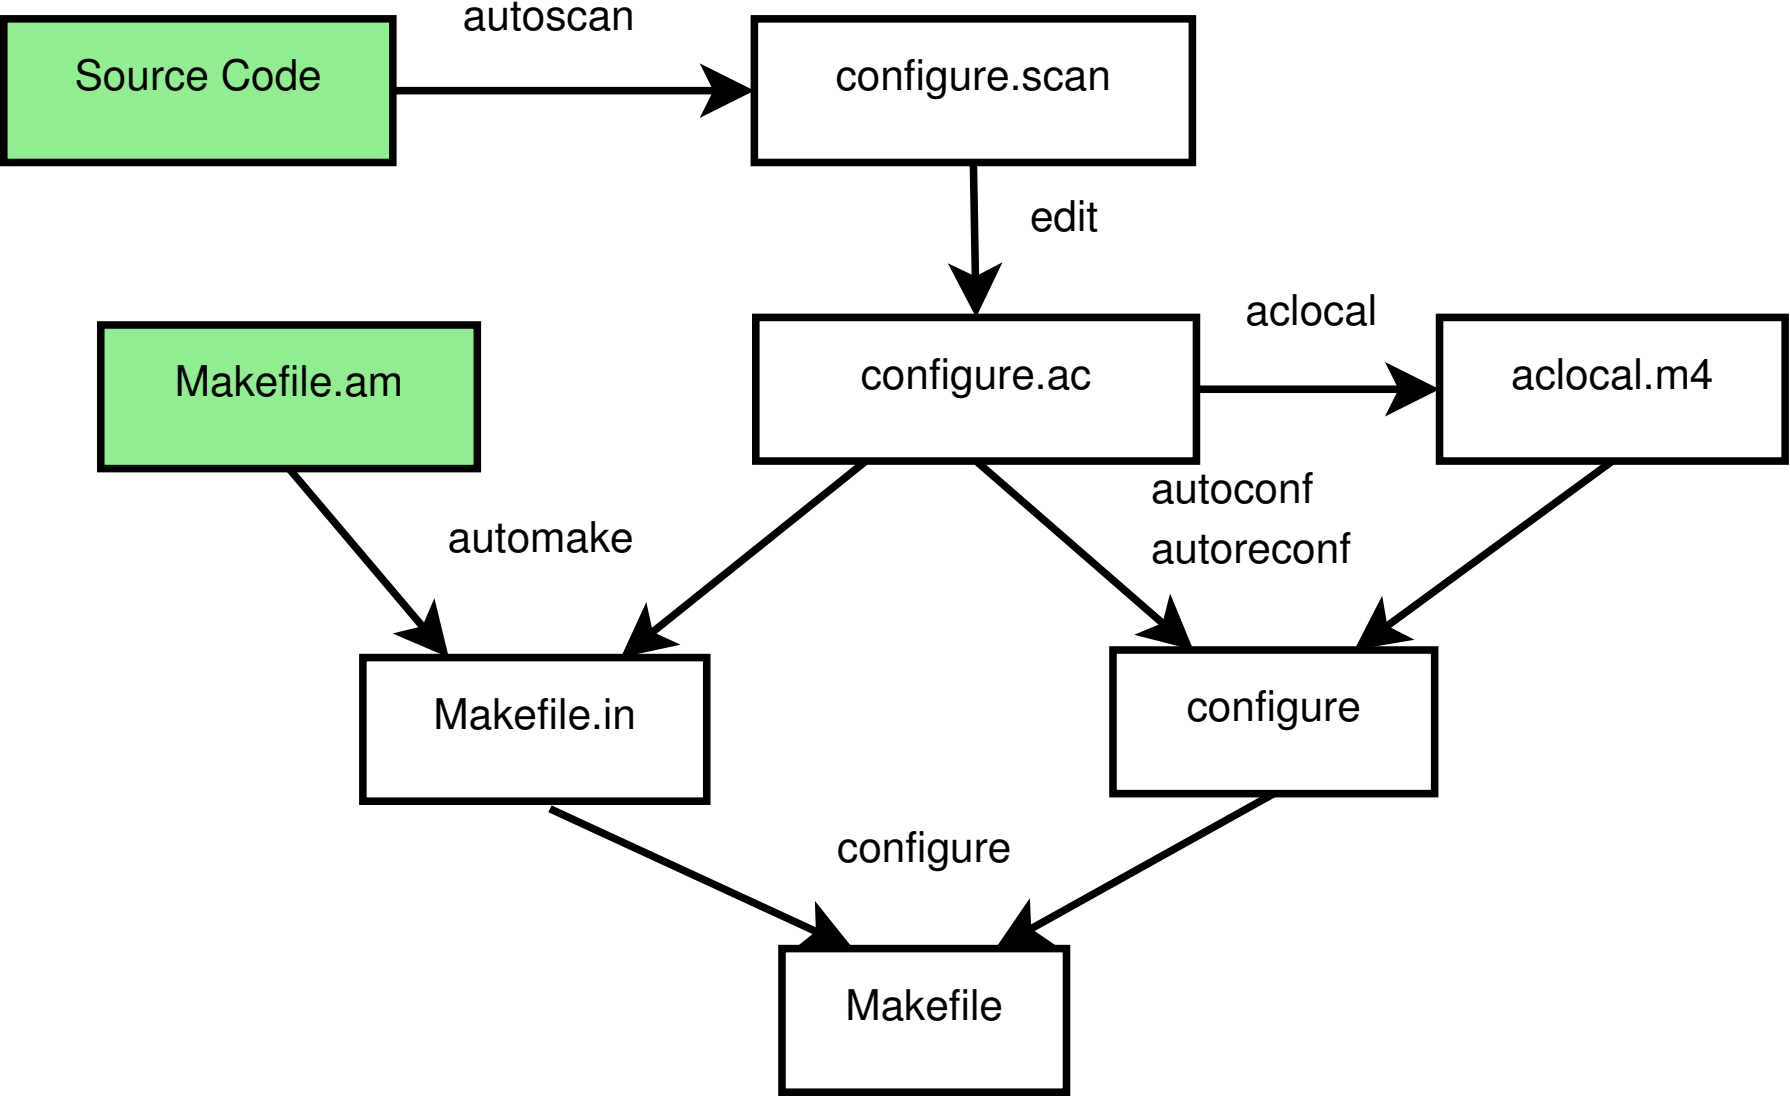 autoscan
Source Code
configure.scan
edit
aclocal
Makefile.am
configure.ac
aclocal.m4
autoconf
automake
autoreconf
Makefile.in
configure
configure
Makefile